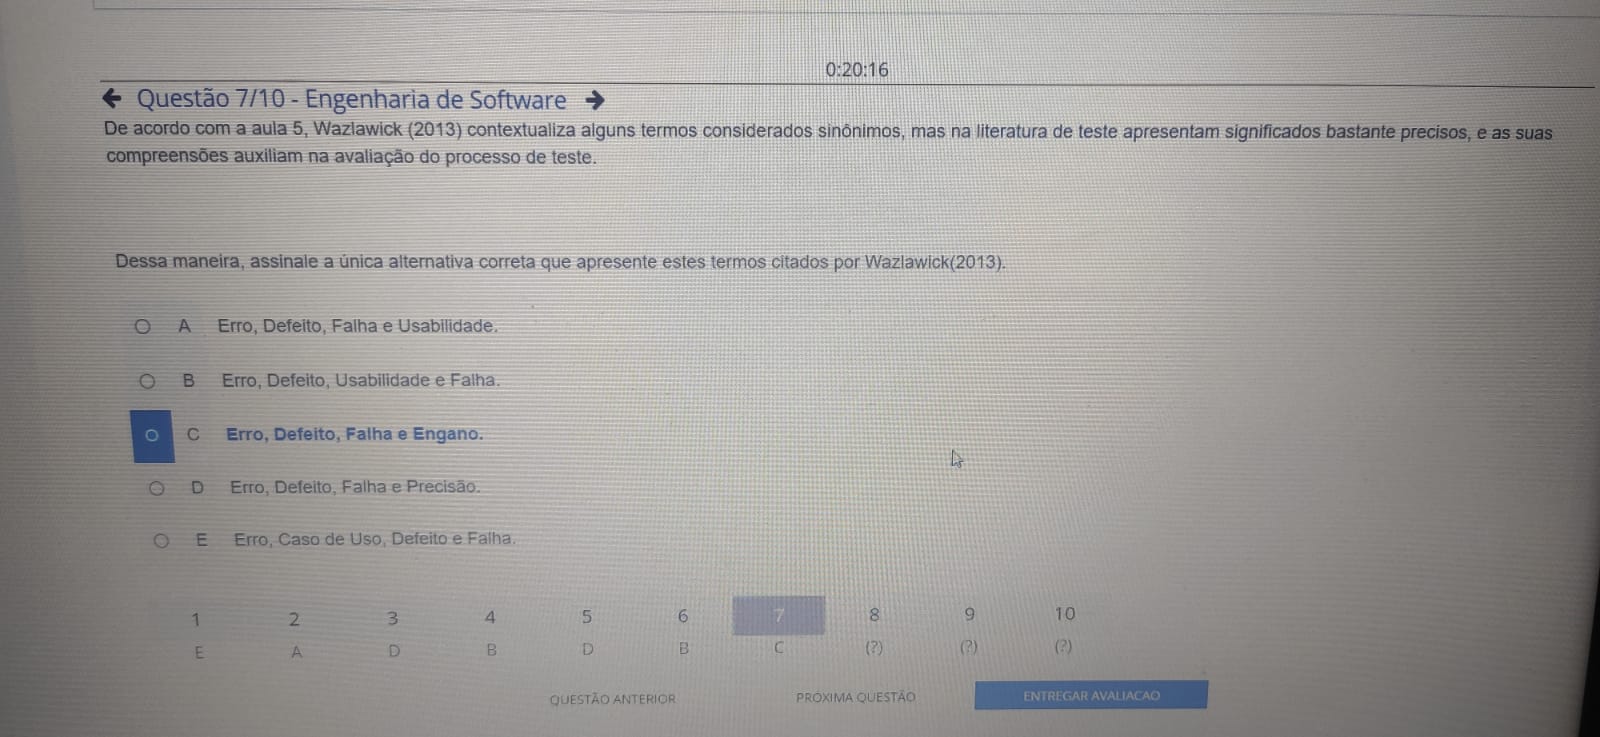 0:20:16
← Questão 7/10 - Engenharia de Software →
De acordo com a aula 5, Wazlawick (2013) contextualiza alguns termos considerados sinônimos, mas na literatura de teste apresentam significados bastante precisos, e as suas
compreensões auxiliam na avaliação do processo de teste.
Dessa maneira, assinale a única alternativa correta que apresente estes termos citados por Wazlawick(2013).
A Erro, Defeito, Falha e Usabilidade.
B Erro, Defeito, Usabilidade e Falha.
C Erro, Defeito, Falha e Engano.
D Erro, Defeito, Falha e Precisão.
E Erro, Caso de Uso, Defeito e Falha.
1 2 3 4 5 6 7 8 9 10
E A D B D B C (?) (?) (?)
QUESTÃO ANTERIOR PRÓXIMA QUESTÃO ENTREGAR AVALIACAO